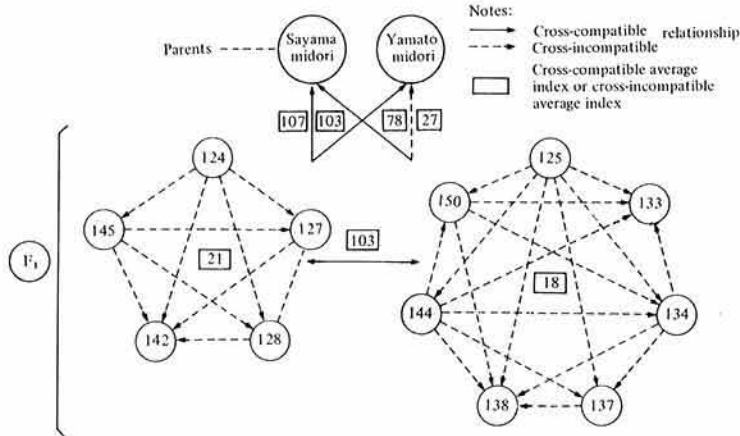 Notes:
Cross-compatible relationship
Cross-incompatible
Cross-compatible average
index or cross-incompatible
average index
Parents
Sayama
midori
Yamato
midori
107
103
78
27
F₁
124
145
127
21
142
128
103
125
150
133
18
144
134
138
137